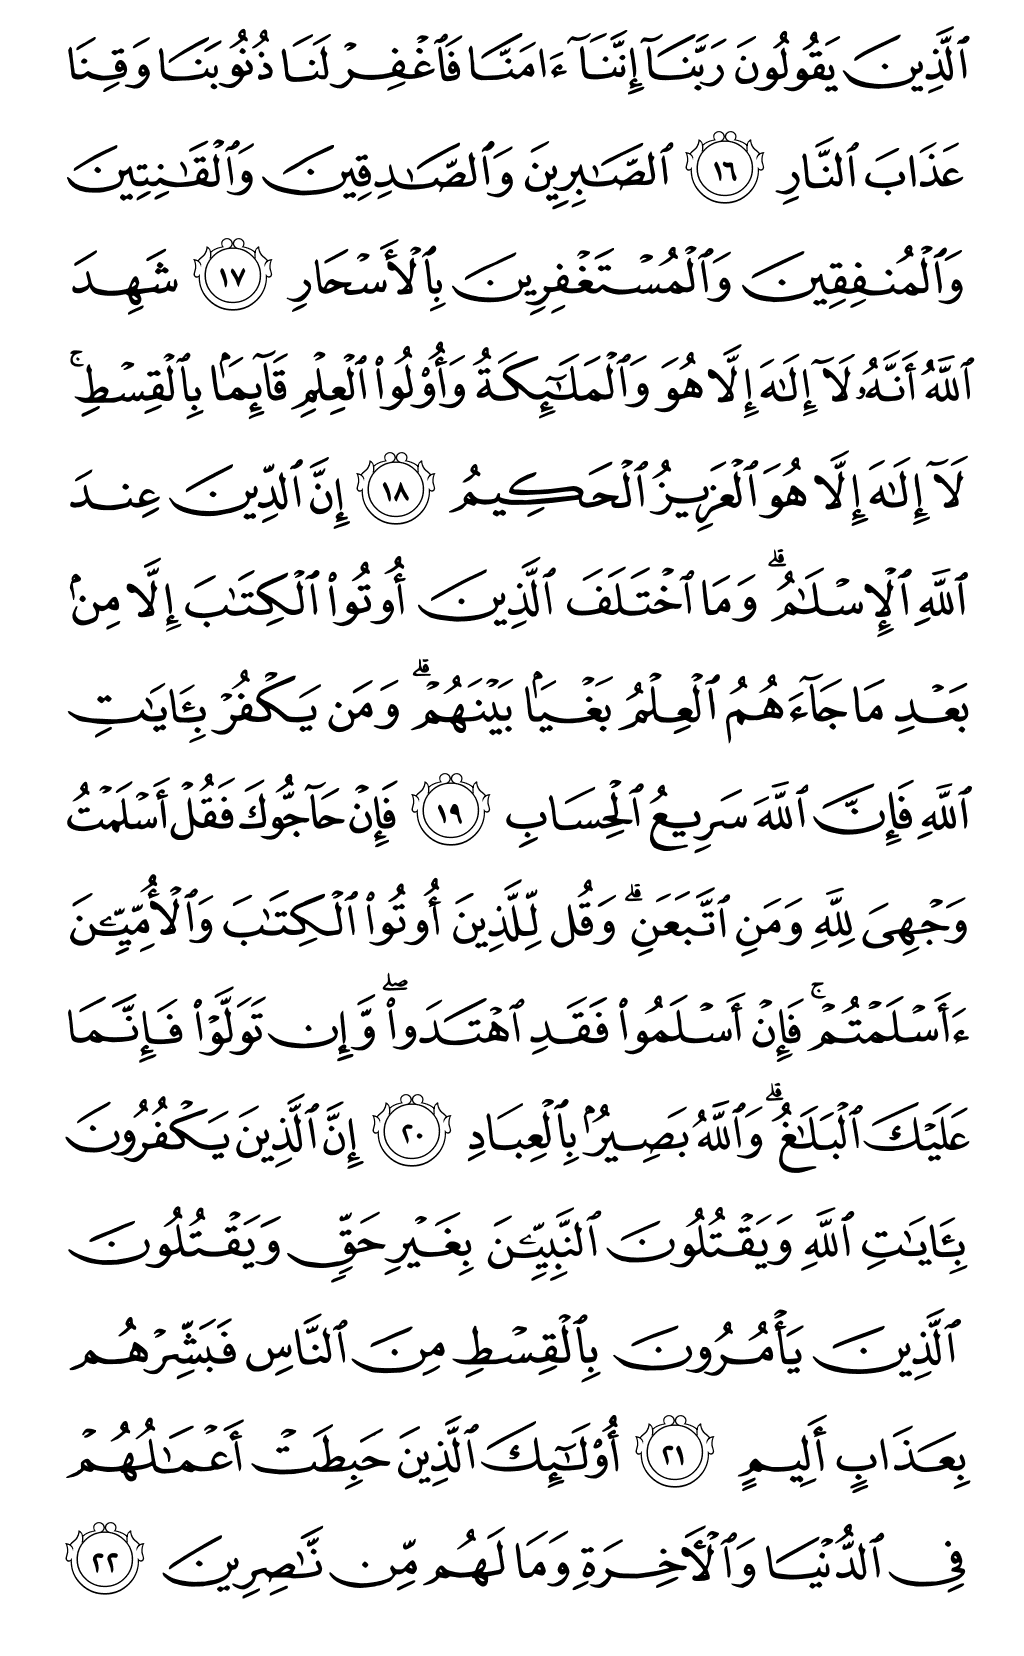 ٱلَّذِينَ يَقُولُونَ رَبَّنَآ إِنَّنَآ ءَامَنَّا فَٱغۡفِرۡ لَنَا ذُنُوبَنَا وَقِنَا
عَذَابَ ٱلنَّارِ ١٦ ٱلصَّٰبِرِينَ وَٱلصَّٰدِقِينَ وَٱلۡقَٰنِتِينَ
وَٱلۡمُنفِقِينَ وَٱلۡمُسۡتَغۡفِرِينَ بِٱلۡأَسۡحَارِ ١٧ شَهِدَ
ٱللَّهُ أَنَّهُۥ لَآ إِلَٰهَ إِلَّا هُوَ وَٱلۡمَلَٰٓئِكَةُ وَأُوْلُواْ ٱلۡعِلۡمِ قَآئِمَۢا بِٱلۡقِسۡطِۚ
لَآ إِلَٰهَ إِلَّا هُوَ ٱلۡعَزِيزُ ٱلۡحَكِيمُ ١٨ إِنَّ ٱلدِّينَ عِندَ
ٱللَّهِ ٱلۡإِسۡلَٰمُۗ وَمَا ٱخۡتَلَفَ ٱلَّذِينَ أُوتُواْ ٱلۡكِتَٰبَ إِلَّا مِنۢ
بَعۡدِ مَا جَآءَهُمُ ٱلۡعِلۡمُ بَغۡيَۢا بَيۡنَهُمۡۗ وَمَن يَكۡفُرۡ بِـَٔايَٰتِ
ٱللَّهِ فَإِنَّ ٱللَّهَ سَرِيعُ ٱلۡحِسَابِ ١٩ فَإِنۡ حَآجُّوكَ فَقُلۡ أَسۡلَمۡتُ
وَجۡهِيَ لِلَّهِ وَمَنِ ٱتَّبَعَنِۗ وَقُل لِّلَّذِينَ أُوتُواْ ٱلۡكِتَٰبَ وَٱلۡأُمِّيِّـۧنَ
ءَأَسۡلَمۡتُمۡۚ فَإِنۡ أَسۡلَمُواْ فَقَدِ ٱهۡتَدَواْۖ وَّإِن تَوَلَّوۡاْ فَإِنَّمَا
عَلَيۡكَ ٱلۡبَلَٰغُۗ وَٱللَّهُ بَصِيرُۢ بِٱلۡعِبَادِ ٢٠ إِنَّ ٱلَّذِينَ يَكۡفُرُونَ
بِـَٔايَٰتِ ٱللَّهِ وَيَقۡتُلُونَ ٱلنَّبِيِّـۧنَ بِغَيۡرِ حَقّٖ وَيَقۡتُلُونَ
ٱلَّذِينَ يَأۡمُرُونَ بِٱلۡقِسۡطِ مِنَ ٱلنَّاسِ فَبَشِّرۡهُم
بِعَذَابٍ أَلِيمٍ ٢١ أُوْلَٰٓئِكَ ٱلَّذِينَ حَبِطَتۡ أَعۡمَٰلُهُمۡ
فِي ٱلدُّنۡيَا وَٱلۡأٓخِرَةِ وَمَا لَهُم مِّن نَّٰصِرِينَ ٢٢